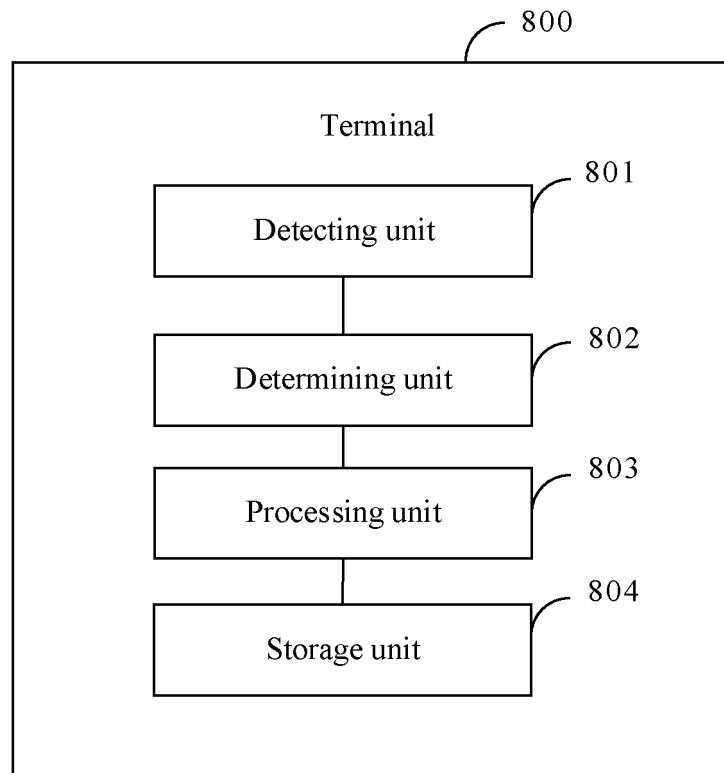 800
Terminal
801
Detecting unit
802
Determining unit
803
Processing unit
804
Storage unit